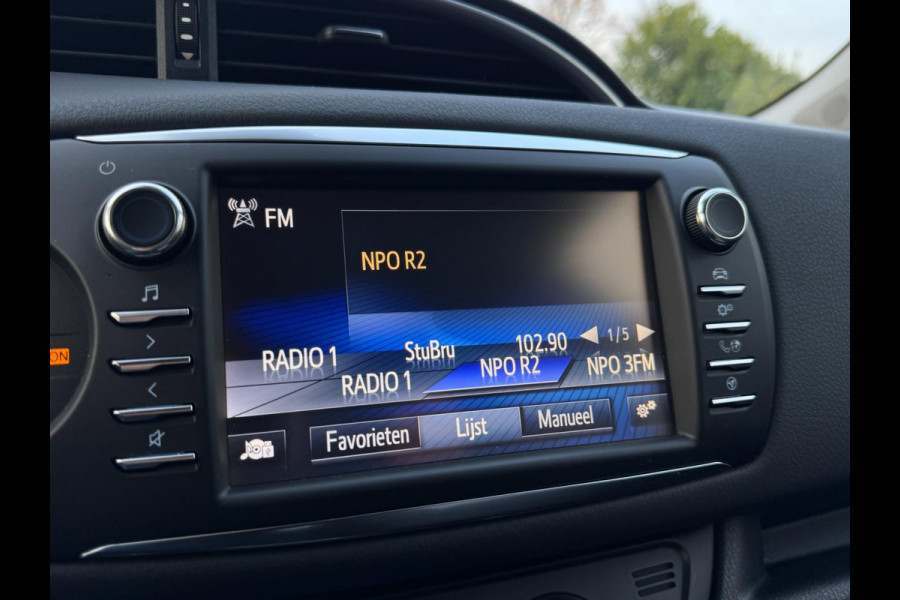 FM
NPO R2
RADIO 1 StuBru 102.90 1/5
RADIO 1 NPO R2 NPO 3FM
Favorieten Lijst Manueel
ON